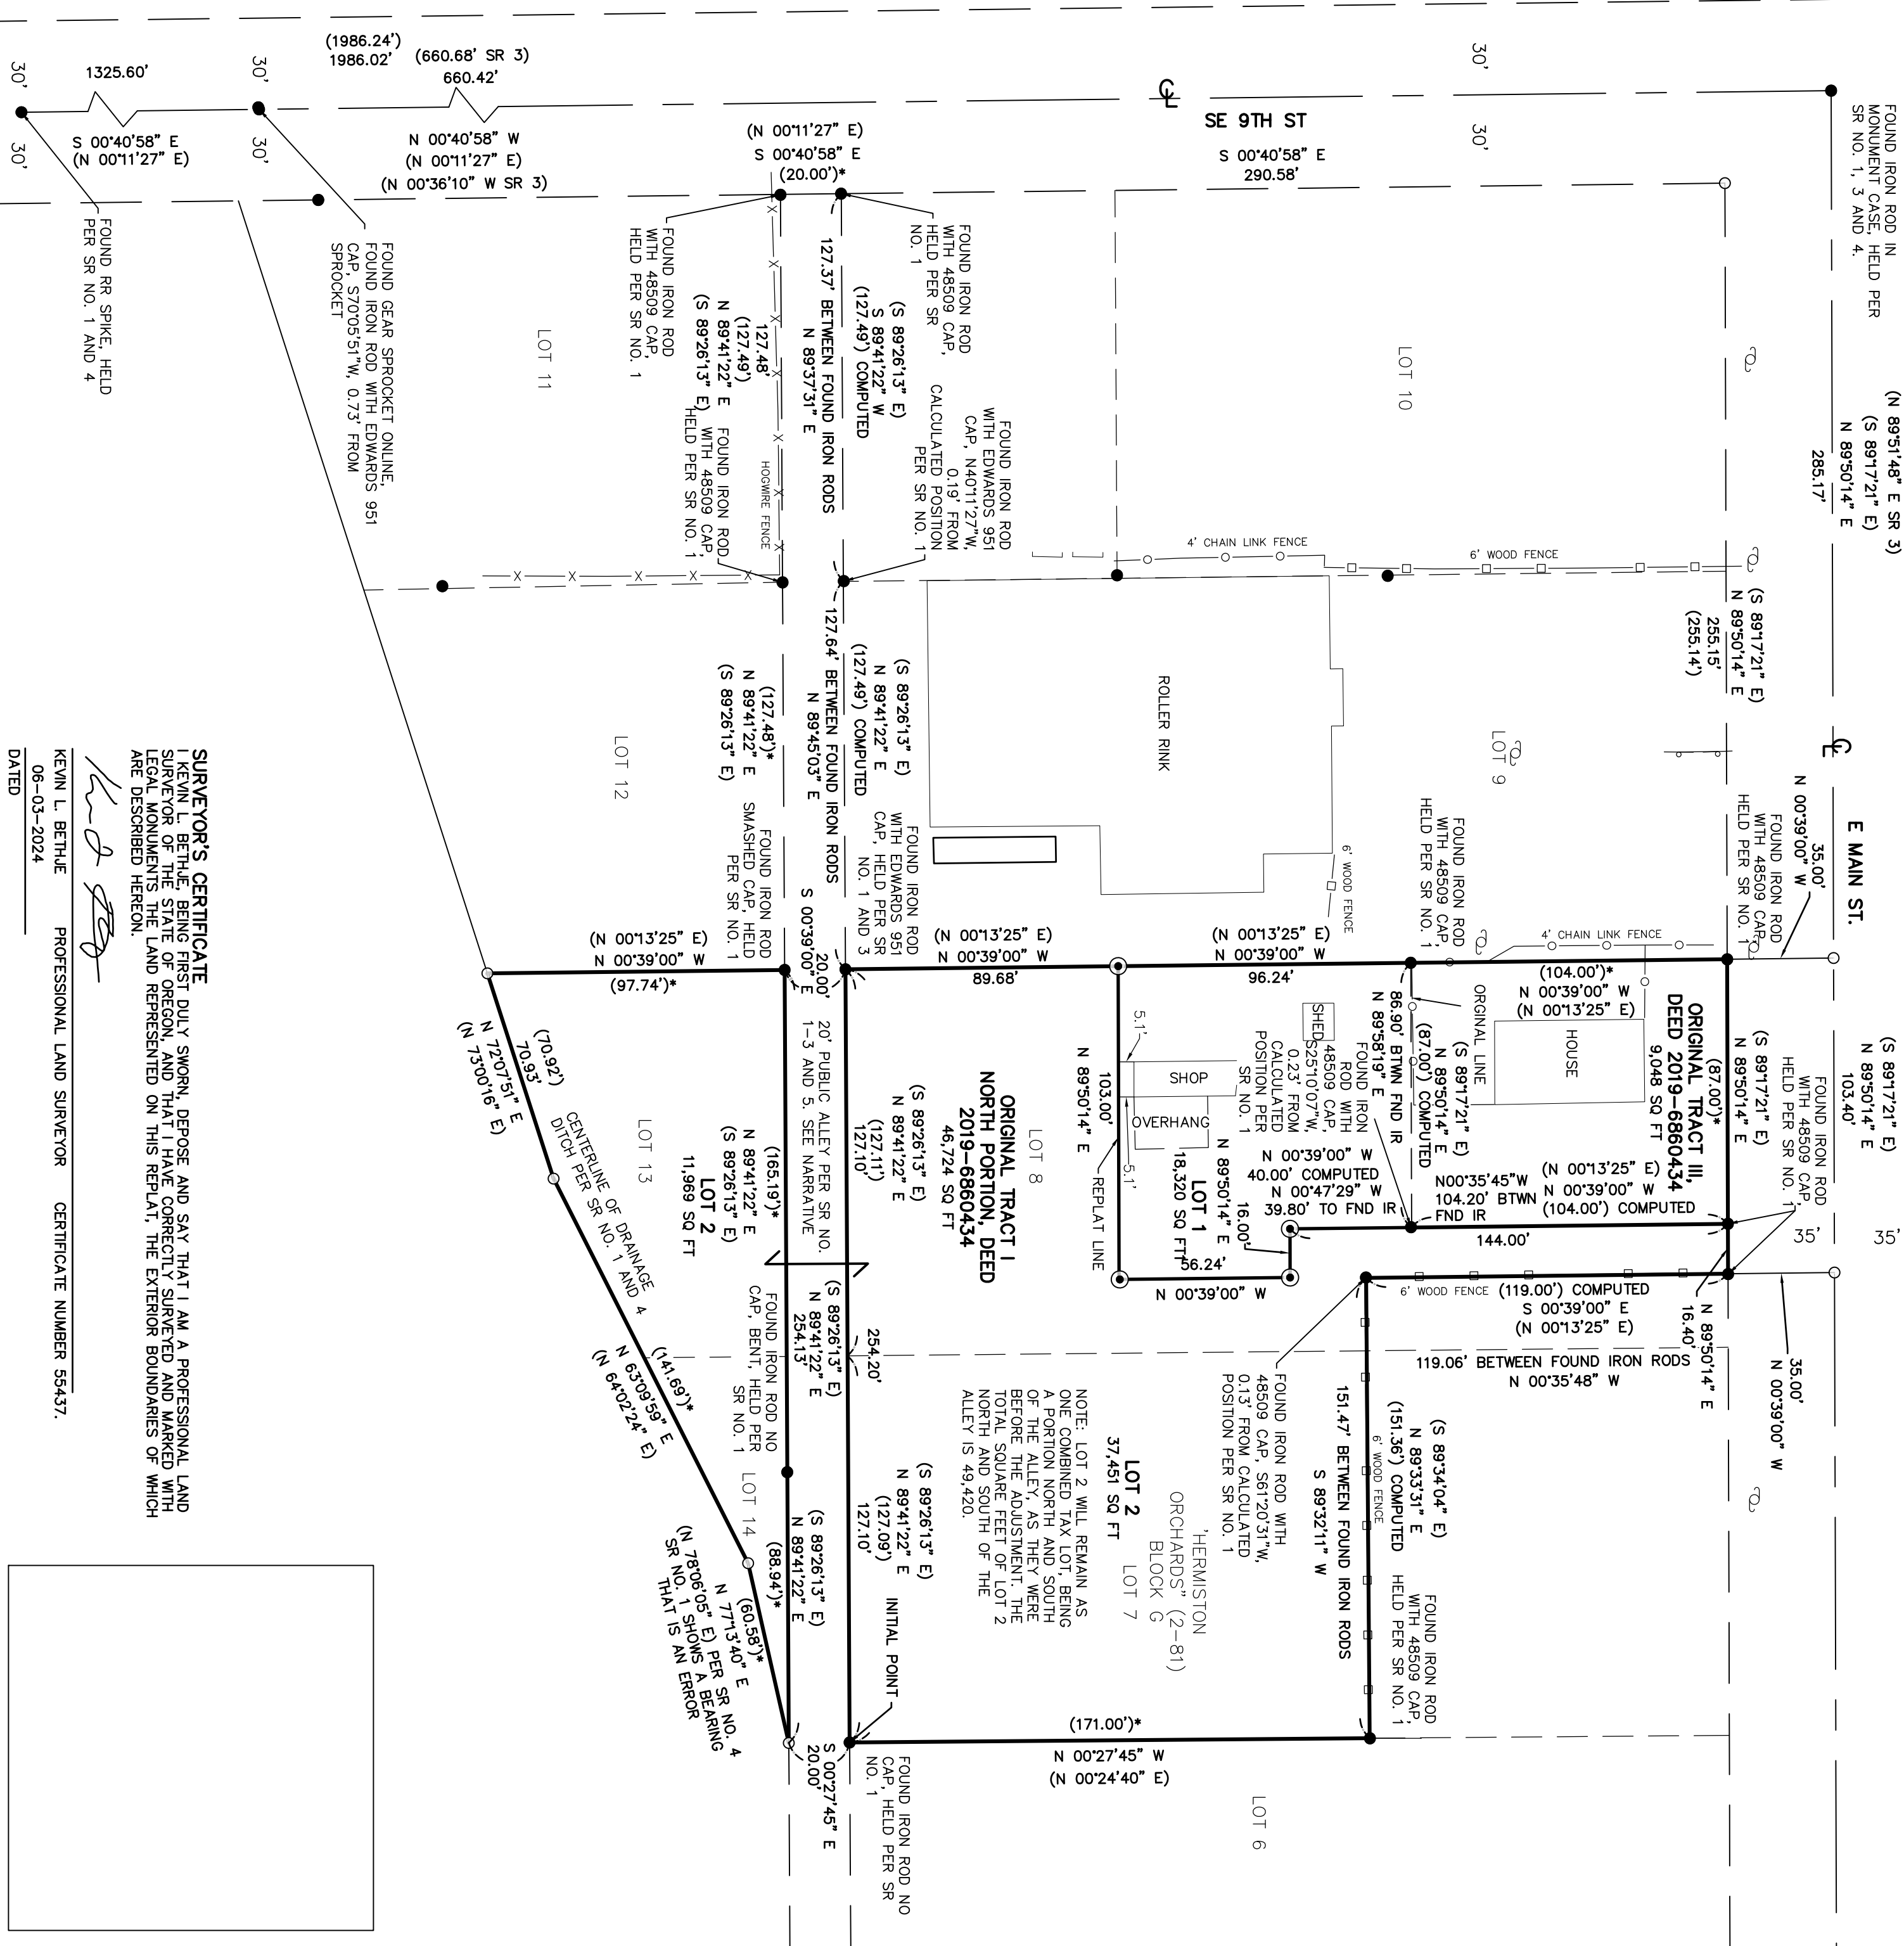 FOUND IRON ROD IN
MONUMENT CASE, HELD PER
SR NO. 1, 3 AND 4.
(N 89°51'48" E SR 3)
(S 89°17'21" E)
N 89°50'14" E
285.17'
E MAIN ST.
(S 89°17'21" E)
N 89°50'14" E
103.40'
35'
35'
(S 89°17'21" E)
N 89°50'14" E
255.15'
(255.14')
35.00'
N 00°39'00" W
FOUND IRON ROD
WITH 48509 CAP,
HELD PER SR NO. 1
(S 89°17'21" E)
N 89°50'14" E
(87.00')*
FOUND IRON ROD
WITH 48509 CAP,
HELD PER SR NO. 1
N 89°50'14" E
16.40'
35.00'
N 00°39'00" W
ORIGINAL TRACT III,
DEED 2019-6860434
9,048 SQ FT
HOUSE
4' CHAIN LINK FENCE
(104.00')*
N 00°39'00" W
(N 00°13'25" E)
ORGINAL LINE
(S 89°17'21" E)
N 89°50'14" E
(87.00') COMPUTED
86.90' BTWN FND IR
N 89°58'19" E
(N 00°13'25" E)
N 00°39'00" W
(104.00') COMPUTED
N00°35'45"W
104.20' BTWN
FND IR
144.00'
6' WOOD FENCE
(119.00') COMPUTED
S 00°39'00" E
(N 00°13'25" E)
119.06' BETWEEN FOUND IRON RODS
N 00°35'48" W
FOUND IRON ROD
WITH 48509 CAP,
HELD PER SR NO. 1
SHED
FOUND IRON
ROD WITH
48509 CAP,
S25°10'07"W,
0.23' FROM
CALCULATED
POSITION PER
SR NO. 1
N 00°39'00" W
40.00' COMPUTED
N 00°47'29" W
39.80' TO FND IR
16.00'
N 89°50'14" E
LOT 1
18,320 SQ FT
56.24'
N 00°39'00" W
SHOP
OVERHANG
5.1'
5.1'
103.00'
N 89°50'14" E
REPLAT LINE
(N 00°13'25" E)
N 00°39'00" W
96.24'
(N 00°13'25" E)
N 00°39'00" W
89.68'
(S 89°34'04" E)
N 89°33'31" E
(151.36') COMPUTED
6' WOOD FENCE
151.47' BETWEEN FOUND IRON RODS
S 89°32'11" W
FOUND IRON ROD
WITH 48509 CAP,
HELD PER SR NO. 1
FOUND IRON ROD WITH
48509 CAP, S61°20'31"W,
0.13' FROM CALCULATED
POSITION PER SR NO. 1
'HERMISTON
ORCHARDS" (2-81)
BLOCK G
LOT 7
LOT 2
37,451 SQ FT
NOTE: LOT 2 WILL REMAIN AS
ONE COMBINED TAX LOT, BEING
A PORTION NORTH AND SOUTH
OF THE ALLEY, AS THEY WERE
BEFORE THE ADJUSTMENT. THE
TOTAL SQUARE FEET OF LOT 2
NORTH AND SOUTH OF THE
ALLEY IS 49,420.
LOT 8
ORIGINAL TRACT I
NORTH PORTION, DEED
2019-6860434
46,724 SQ FT
(171.00')*
N 00°27'45" W
(N 00°24'40" E)
LOT 6
INITIAL POINT
FOUND IRON ROD NO
CAP, HELD PER SR
NO. 1
(S 89°26'13" E)
N 89°41'22" E
(127.11')
127.10'
(S 89°26'13" E)
N 89°41'22" E
(127.09')
127.10'
254.20'
20' PUBLIC ALLEY PER SR NO.
1-3 AND 5. SEE NARRATIVE
20.00'
S 00°39'00" E
(S 89°26'13" E)
N 89°41'22" E
254.13'
S 00°27'45" E
20.00'
(165.19')*
N 89°41'22" E
(S 89°26'13" E)
LOT 2
11,969 SQ FT
LOT 13
FOUND IRON ROD NO
CAP, BENT, HELD PER
SR NO. 1
LOT 14
(S 89°26'13" E)
N 89°41'22" E
(88.94')*
(60.58')*
N 77°13'40" E
(N 78°06'05" E) PER SR NO. 4
SR NO. 1 SHOWS A BEARING
THAT IS AN ERROR
(141.69')*
N 63°09'59" E
(N 64°02'24" E)
CENTERLINE OF DRAINAGE
DITCH PER SR NO. 1 AND 4
(70.92')
70.93'
N 72°07'51" E
(N 73°00'16" E)
(N 00°13'25" E)
N 00°39'00" W
(97.74')*
LOT 9
6' WOOD FENCE
ROLLER RINK
6' WOOD FENCE
4' CHAIN LINK FENCE
LOT 10
SE 9TH ST
S 00°40'58" E
290.58'
30'
30'
(N 00°11'27" E)
S 00°40'58" E
(20.00')*
FOUND IRON ROD
WITH 48509 CAP,
HELD PER SR
NO. 1
FOUND IRON ROD
WITH EDWARDS 951
CAP, N40°11'27"W,
0.19' FROM
CALCULATED POSITION
PER SR NO. 1
FOUND IRON ROD
WITH EDWARDS 951
CAP, HELD PER SR
NO. 1 AND 3
(S 89°26'13" E)
S 89°41'22" W
(127.49') COMPUTED
127.37' BETWEEN FOUND IRON RODS
N 89°37'31" E
(S 89°26'13" E)
N 89°41'22" E
(127.49') COMPUTED
127.64' BETWEEN FOUND IRON RODS
N 89°45'03" E
HOGWIRE FENCE
127.48'
(127.49')
N 89°41'22" E
(S 89°26'13" E)
(127.48')*
N 89°41'22" E
(S 89°26'13" E)
FOUND IRON ROD
WITH 48509 CAP,
HELD PER SR NO. 1
FOUND IRON ROD
WITH 48509 CAP,
HELD PER SR NO. 1
FOUND IRON ROD
SMASHED CAP, HELD
PER SR NO. 1
LOT 11
LOT 12
(660.68' SR 3)
660.42'
(1986.24')
1986.02'
N 00°40'58" W
(N 00°11'27" E)
(N 00°36'10" W SR 3)
30'
30'
1325.60'
S 00°40'58" E
(N 00°11'27" E)
30'
30'
FOUND GEAR SPROCKET ONLINE,
FOUND IRON ROD WITH EDWARDS 951
CAP, S70°05'51"W, 0.73' FROM
SPROCKET
FOUND RR SPIKE, HELD
PER SR NO. 1 AND 4
SURVEYOR'S CERTIFICATE
I KEVIN L. BETHJE, BEING FIRST DULY SWORN, DEPOSE AND SAY THAT I AM A PROFESSIONAL LAND
SURVEYOR OF THE STATE OF OREGON, AND THAT I HAVE CORRECTLY SURVEYED AND MARKED WITH
LEGAL MONUMENTS THE LAND REPRESENTED ON THIS REPLAT, THE EXTERIOR BOUNDARIES OF WHICH
ARE DESCRIBED HEREON.
KEVIN L. BETHJE PROFESSIONAL LAND SURVEYOR CERTIFICATE NUMBER 55437.
06-03-2024
DATED